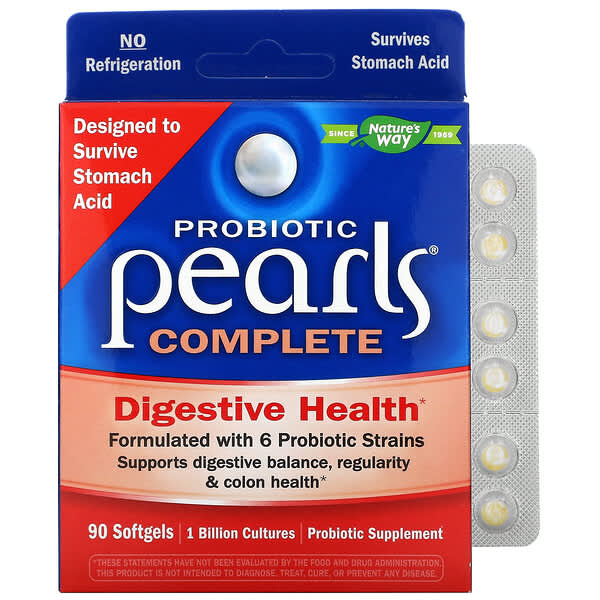 NO
Refrigeration
Survives
Stomach Acid
Designed to
Survive
Stomach
Acid
SINCE
Nature's
Way
1969
PROBIOTIC
pearls®
COMPLETE
Digestive Health*
Formulated with 6 Probiotic Strains
Supports digestive balance, regularity
& colon health*
90 Softgels | 1 Billion Cultures | Probiotic Supplement
*THESE STATEMENTS HAVE NOT BEEN EVALUATED BY THE FOOD AND DRUG ADMINISTRATION.
THIS PRODUCT IS NOT INTENDED TO DIAGNOSE, TREAT, CURE, OR PREVENT ANY DISEASE.